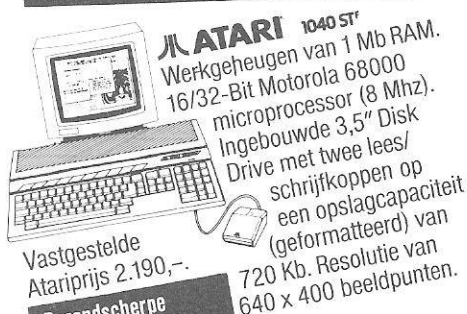 ATARI 1040 STF
Werkgeheugen van 1 Mb RAM.
16/32-Bit Motorola 68000
microprocessor (8 Mhz).
Ingebouwde 3,5" Disk
Drive met twee lees/
schrijfkoppen op
een opslagcapaciteit
(geformatteerd) van
720 Kb. Resolutie van
640 x 400 beeldpunten.
Vastgestelde
Atariprijs 2.190,-.